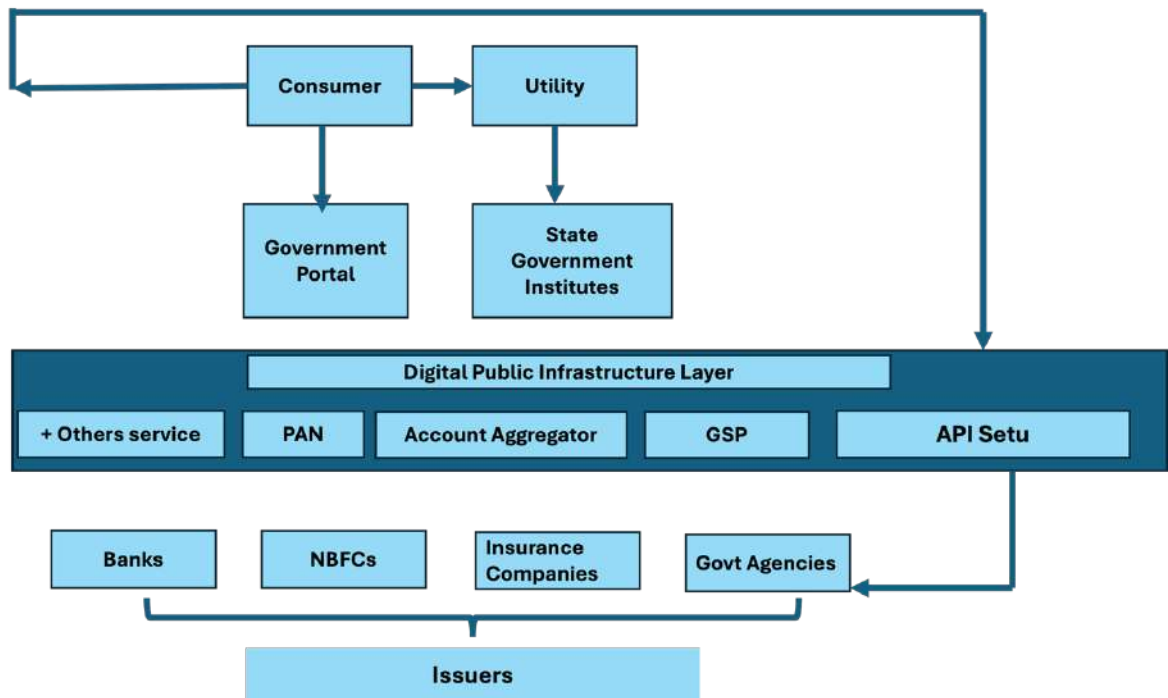 Consumer
Utility
Government
Portal
State
Government
Institutes
Digital Public Infrastructure Layer
+ Others service
PAN
Account Aggregator
GSP
API Setu
Banks
NBFCs
Insurance
Companies
Govt Agencies
Issuers